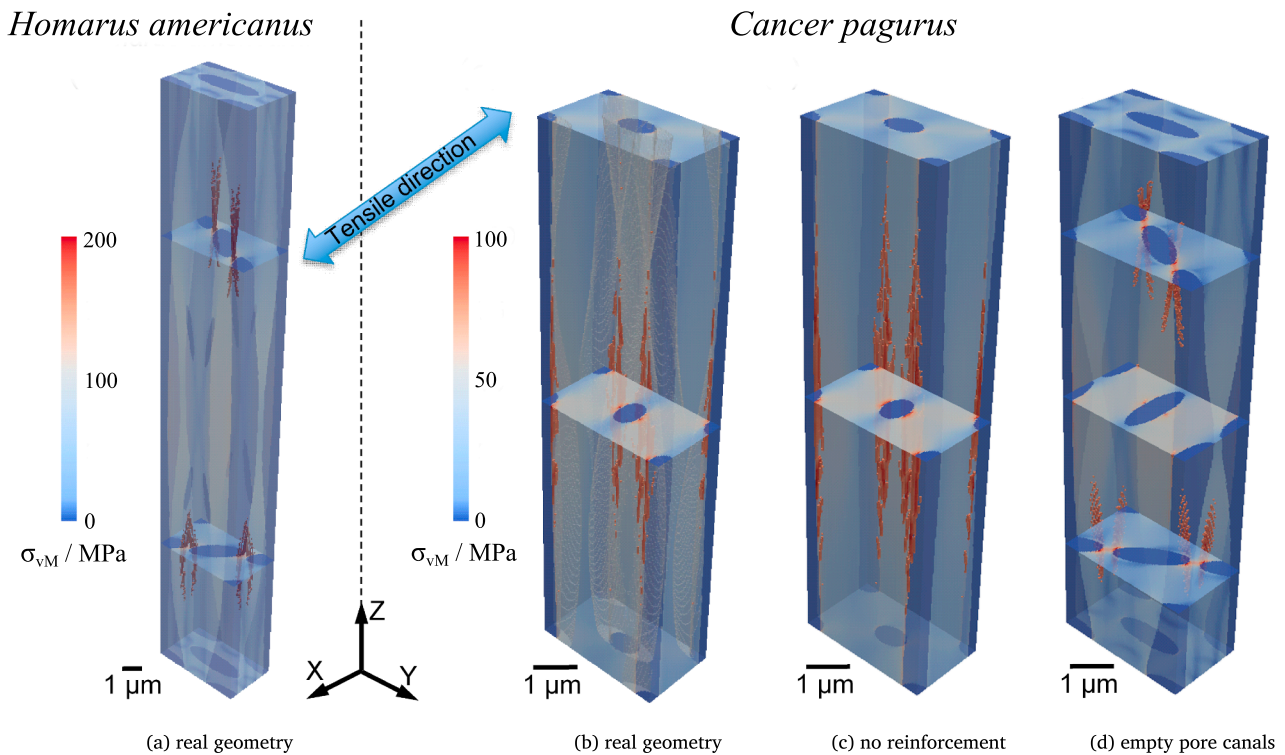 Homarus americanus
Cancer pagurus
Tensile direction
200
100
0
σvM / MPa
100
50
0
σvM / MPa
Z
X
Y
1 µm
1 µm
1 µm
1 µm
(a) real geometry
(b) real geometry
(c) no reinforcement
(d) empty pore canals